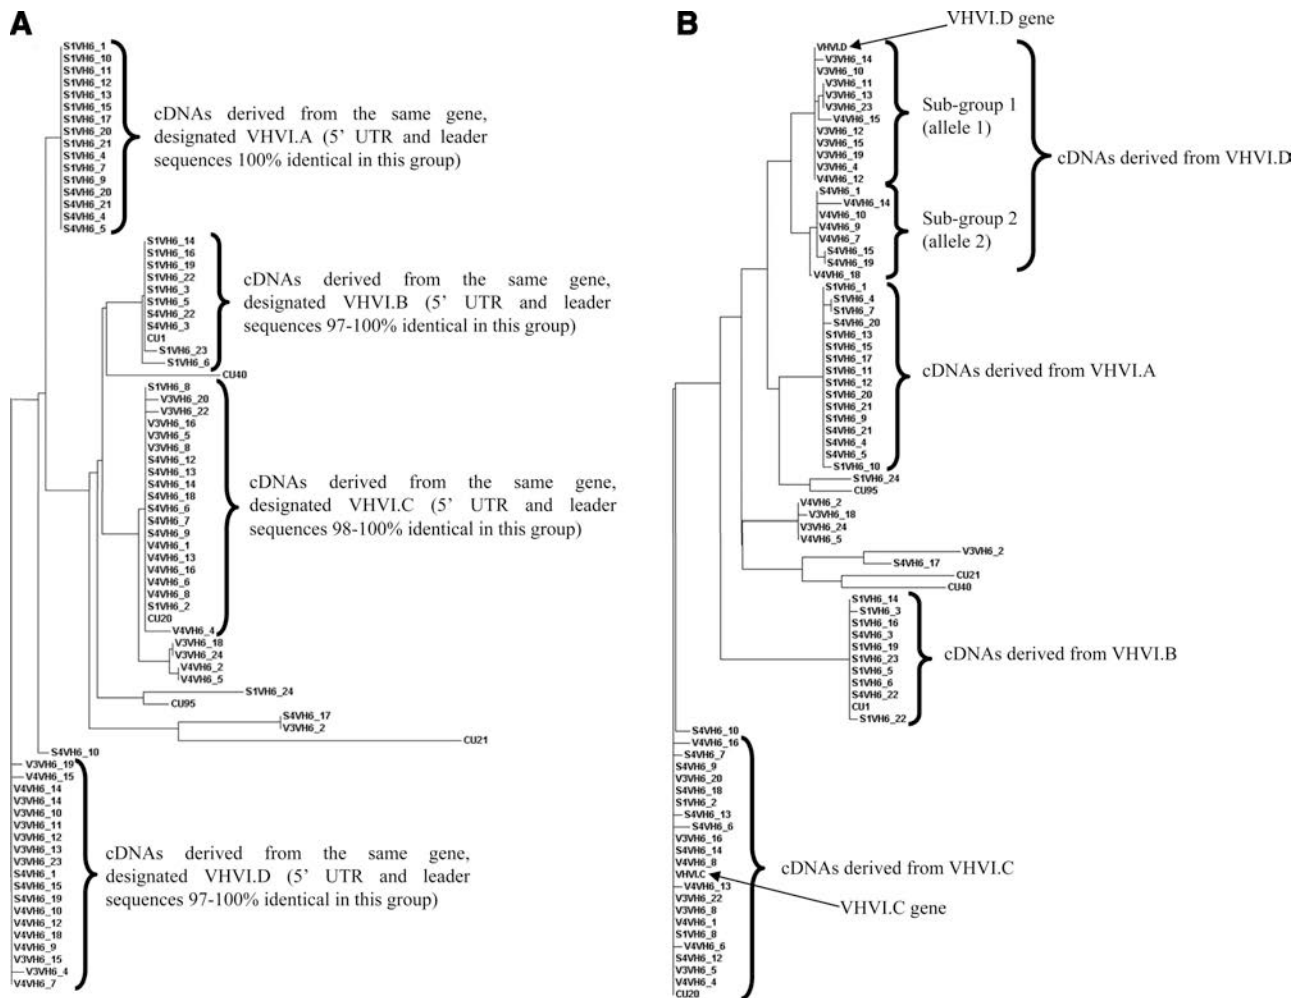 A
S1VH6_1
S1VH6_10
S1VH6_11
S1VH6_12
S1VH6_13
S1VH6_15
S1VH6_17
S1VH6_20
S1VH6_21
S1VH6_4
S1VH6_7
S1VH6_9
S4VH6_20
S4VH6_21
S4VH6_4
S4VH6_5
cDNAs derived from the same gene,
designated VHVI.A (5’ UTR and leader
sequences 100% identical in this group)
S1VH6_14
S1VH6_16
S1VH6_19
S1VH6_22
S1VH6_3
S1VH6_5
S4VH6_22
S4VH6_3
CU1
S1VH6_23
S1VH6_6
cDNAs derived from the same gene,
designated VHVI.B (5’ UTR and leader
sequences 97-100% identical in this group)
CU40
S1VH6_8
V3VH6_20
V3VH6_22
V3VH6_16
V3VH6_5
V3VH6_8
S4VH6_12
S4VH6_13
S4VH6_14
S4VH6_18
S4VH6_6
S4VH6_7
S4VH6_9
V4VH6_1
V4VH6_13
V4VH6_16
V4VH6_6
V4VH6_8
S1VH6_2
CU20
V4VH6_4
cDNAs derived from the same gene,
designated VHVI.C (5’ UTR and leader
sequences 98-100% identical in this group)
V3VH6_18
V3VH6_24
V4VH6_2
V4VH6_5
S1VH6_24
CU95
S4VH6_17
V3VH6_2
CU21
S4VH6_10
V3VH6_19
V4VH6_15
V4VH6_14
V3VH6_14
V3VH6_10
V3VH6_11
V3VH6_12
V3VH6_13
V3VH6_23
S4VH6_1
S4VH6_15
S4VH6_19
V4VH6_10
V4VH6_12
V4VH6_18
V4VH6_9
V3VH6_15
V3VH6_4
V4VH6_7
cDNAs derived from the same gene,
designated VHVI.D (5’ UTR and leader
sequences 97-100% identical in this group)
B
VHVI.D gene
VHVI.D
V3VH6_14
V3VH6_10
V3VH6_11
V3VH6_13
V3VH6_23
V4VH6_15
V3VH6_12
V3VH6_15
V3VH6_19
V3VH6_4
V4VH6_12
Sub-group 1
(allele 1)
S4VH6_1
V4VH6_14
V4VH6_10
V4VH6_9
V4VH6_7
S4VH6_15
S4VH6_19
V4VH6_18
Sub-group 2
(allele 2)
cDNAs derived from VHVI.D
S1VH6_1
S1VH6_4
S1VH6_7
S4VH6_20
S1VH6_13
S1VH6_15
S1VH6_17
S1VH6_11
S1VH6_12
S1VH6_20
S1VH6_21
S1VH6_9
S4VH6_21
S4VH6_4
S4VH6_5
S1VH6_10
cDNAs derived from VHVI.A
S1VH6_24
CU95
V4VH6_2
V3VH6_18
V3VH6_24
V4VH6_5
V3VH6_2
S4VH6_17
CU21
CU40
S1VH6_14
S1VH6_3
S1VH6_16
S4VH6_3
S1VH6_19
S1VH6_23
S1VH6_5
S1VH6_6
S4VH6_22
CU1
S1VH6_22
cDNAs derived from VHVI.B
S4VH6_10
V4VH6_16
S4VH6_7
S4VH6_9
V3VH6_20
S4VH6_18
S1VH6_2
S4VH6_13
S4VH6_6
V3VH6_16
S4VH6_14
V4VH6_8
VHVI.C
V4VH6_13
V3VH6_22
V3VH6_8
V4VH6_1
S1VH6_8
V4VH6_6
S4VH6_12
V3VH6_5
V4VH6_4
CU20
cDNAs derived from VHVI.C
VHVI.C gene